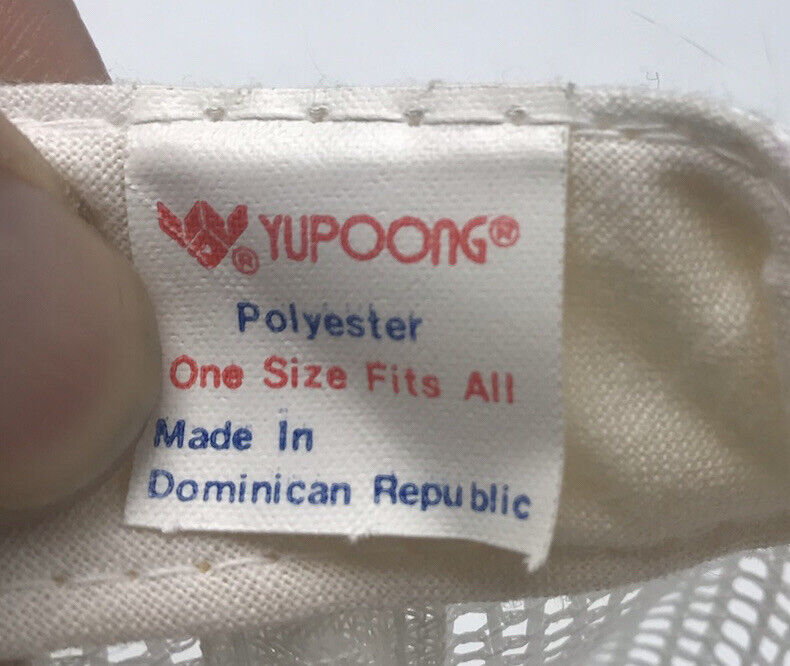 ® YUPOONG®
Polyester
One Size Fits All
Made In
Dominican Republic